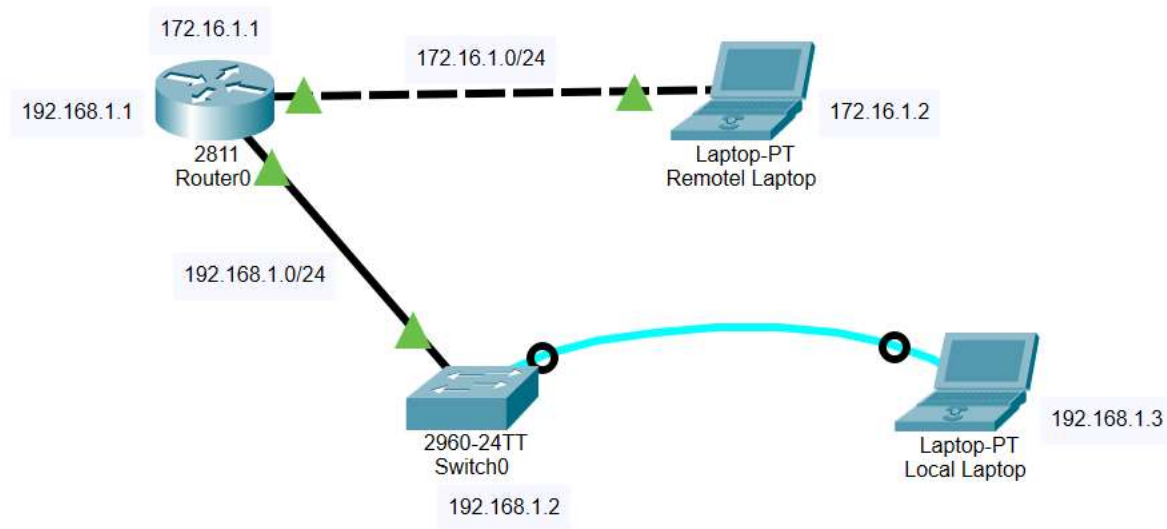 172.16.1.1
172.16.1.0/24
192.168.1.1
172.16.1.2
2811
Router0
Laptop-PT
Remotel Laptop
192.168.1.0/24
2960-24TT
Switch0
192.168.1.2
Laptop-PT
Local Laptop
192.168.1.3